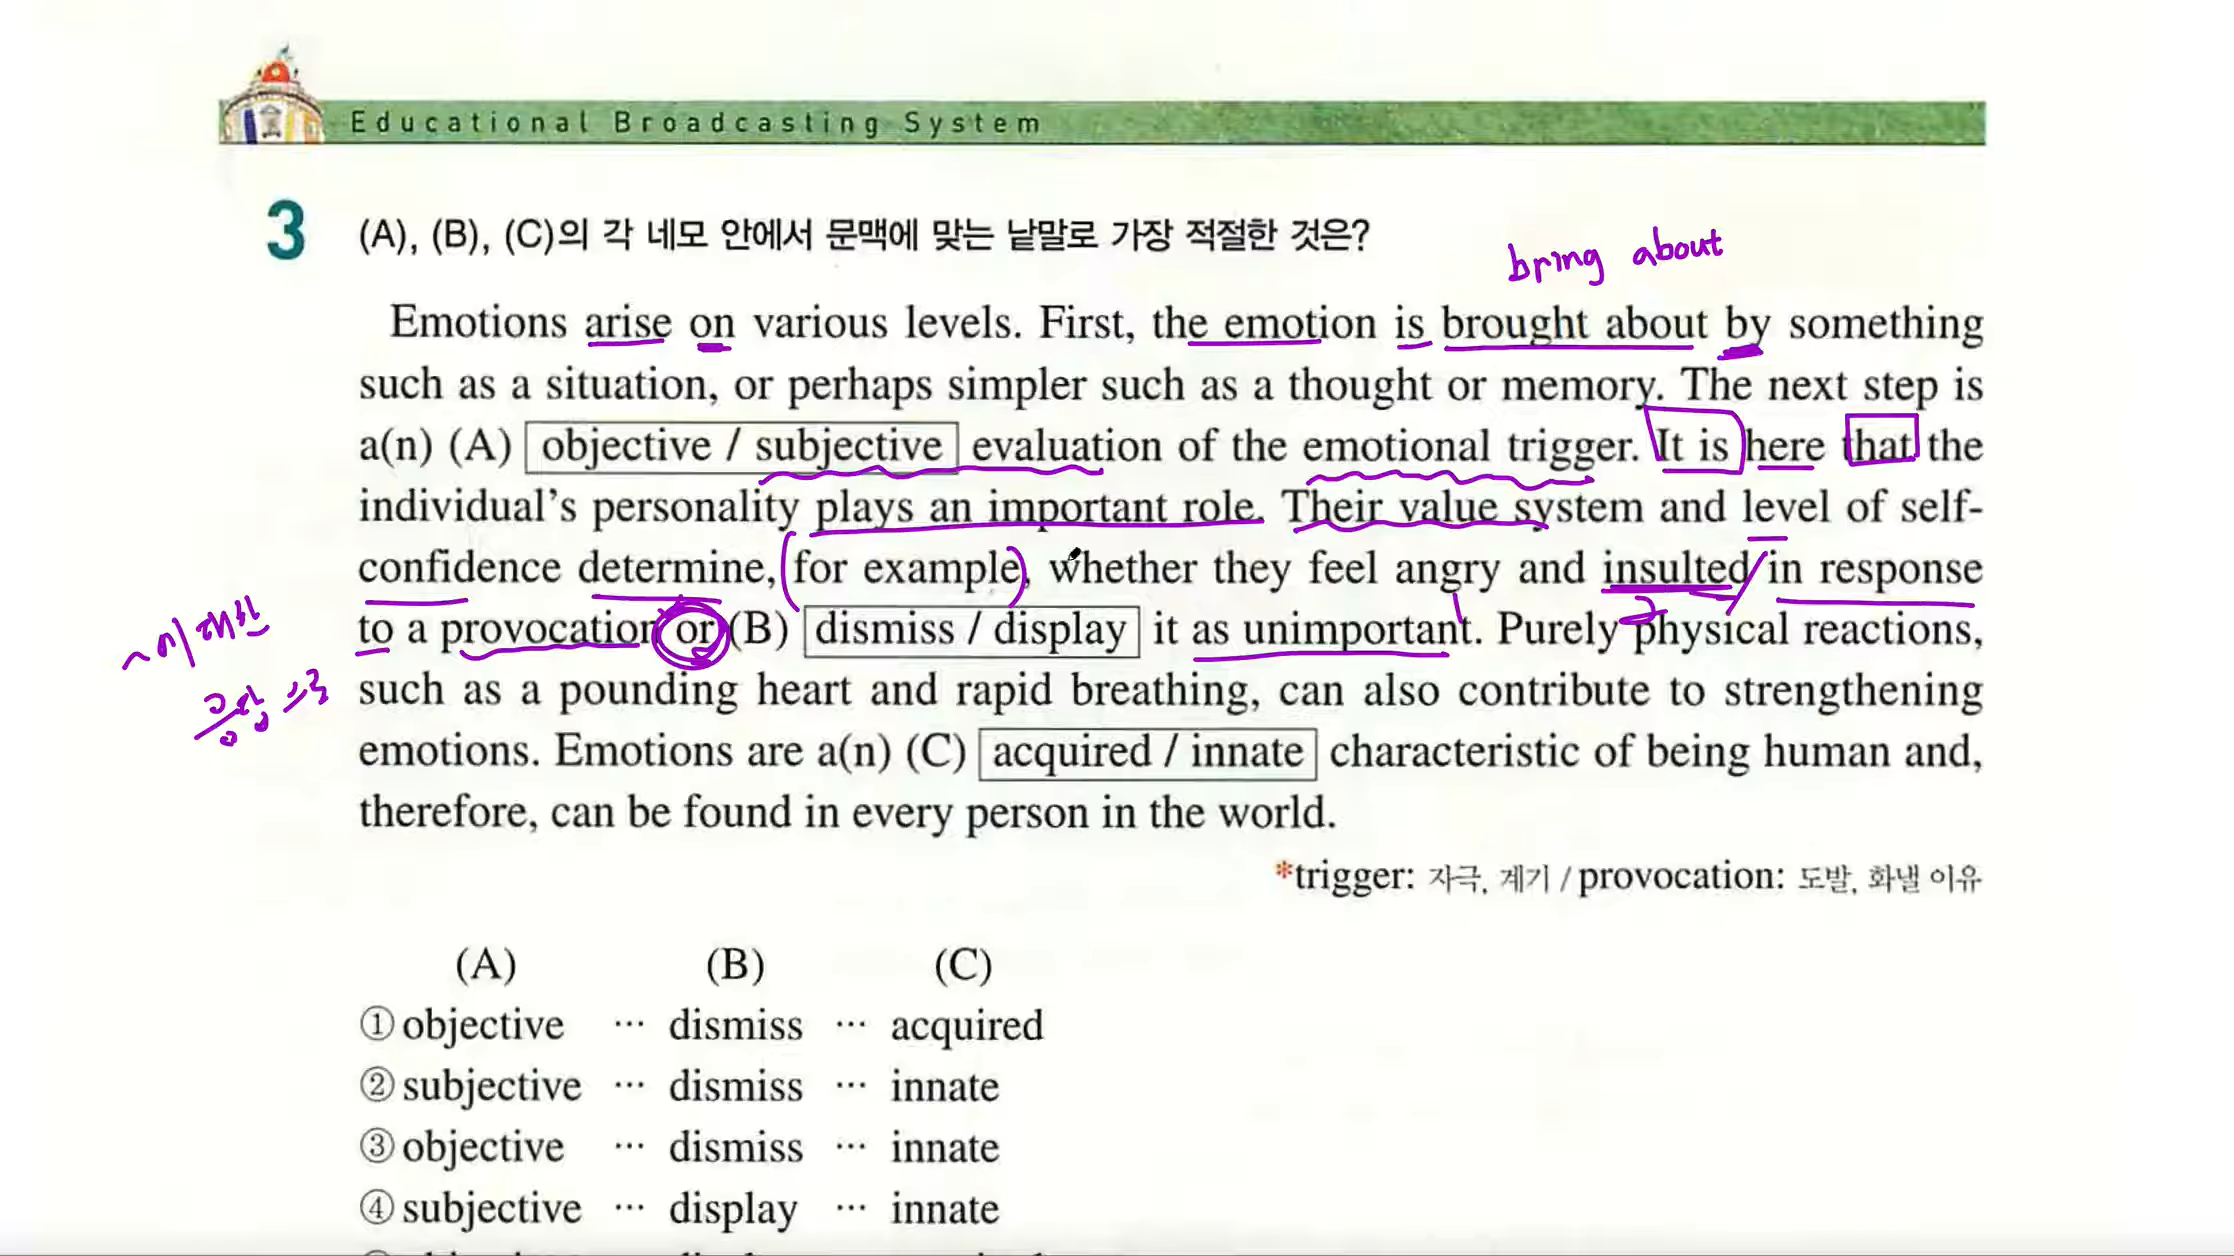 Educational Broadcasting System
3 (A), (B), (C)의 각 네모 안에서 문맥에 맞는 낱말로 가장 적절한 것은?
bring about
Emotions arise on various levels. First, the emotion is brought about by something
such as a situation, or perhaps simpler such as a thought or memory. The next step is
a(n) (A) objective / subjective evaluation of the emotional trigger. It is here that the
individual's personality plays an important role. Their value system and level of self-
confidence determine, for example, whether they feel angry and insulted in response
to a provocation or (B) dismiss / display it as unimportant. Purely physical reactions,
~에 대한
such as a pounding heart and rapid breathing, can also contribute to strengthening
emotions. Emotions are a(n) (C) acquired / innate characteristic of being human and,
therefore, can be found in every person in the world.
*trigger: 자극, 계기 / provocation: 도발, 화낼 이유
(A) (B) (C)
① objective … dismiss … acquired
② subjective … dismiss … innate
③ objective … dismiss … innate
④ subjective … display … innate